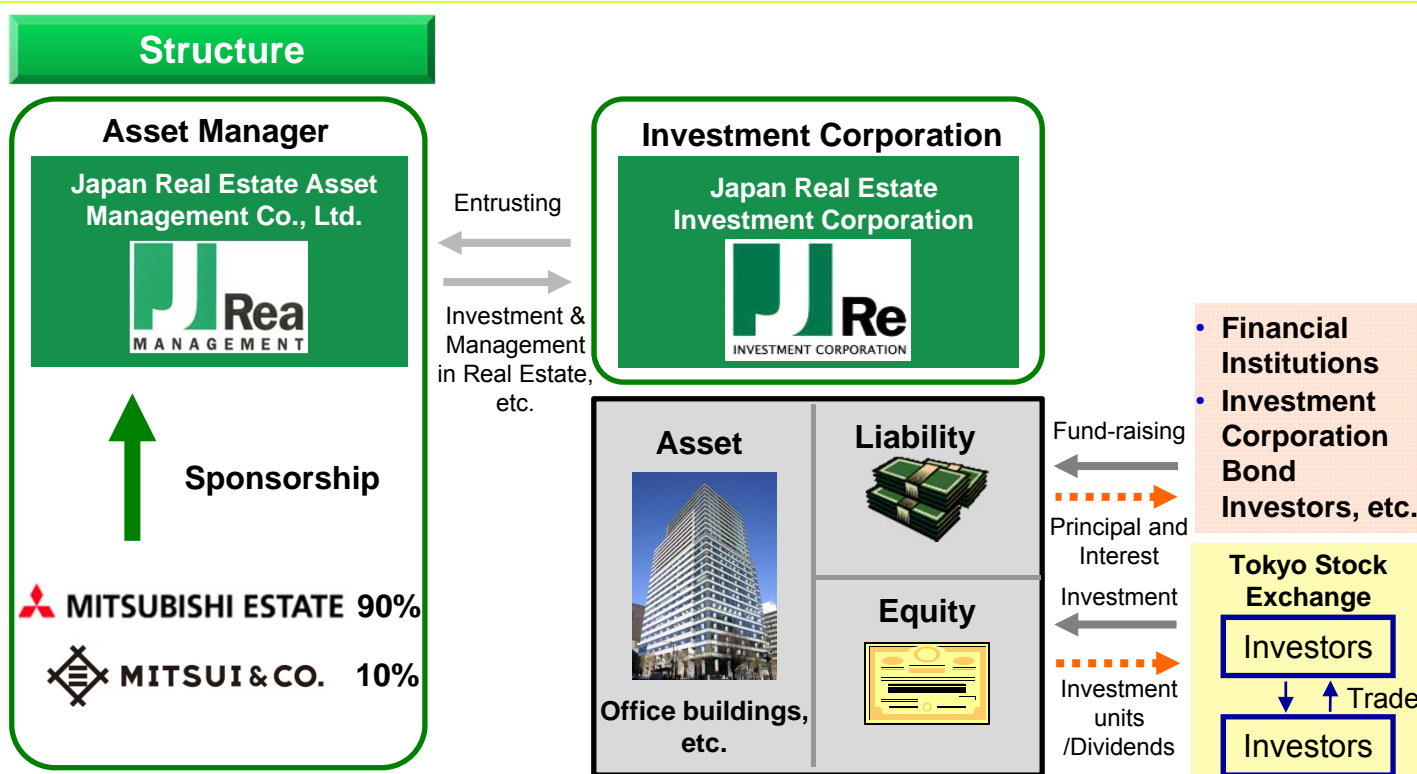 Structure
Asset Manager
Japan Real Estate Asset
Management Co., Ltd.
J Rea
MANAGEMENT
Sponsorship
MITSUBISHI ESTATE 90%
MITSUI & CO. 10%
Entrusting
Investment &
Management
in Real Estate,
etc.
Investment Corporation
Japan Real Estate
Investment Corporation
J Re
INVESTMENT CORPORATION
Asset
Office buildings,
etc.
Liability
Equity
Fund-raising
Principal and
Interest
Investment
Investment
units
/Dividends
• Financial
Institutions
• Investment
Corporation
Bond
Investors, etc.
Tokyo Stock
Exchange
Investors
Trade
Investors